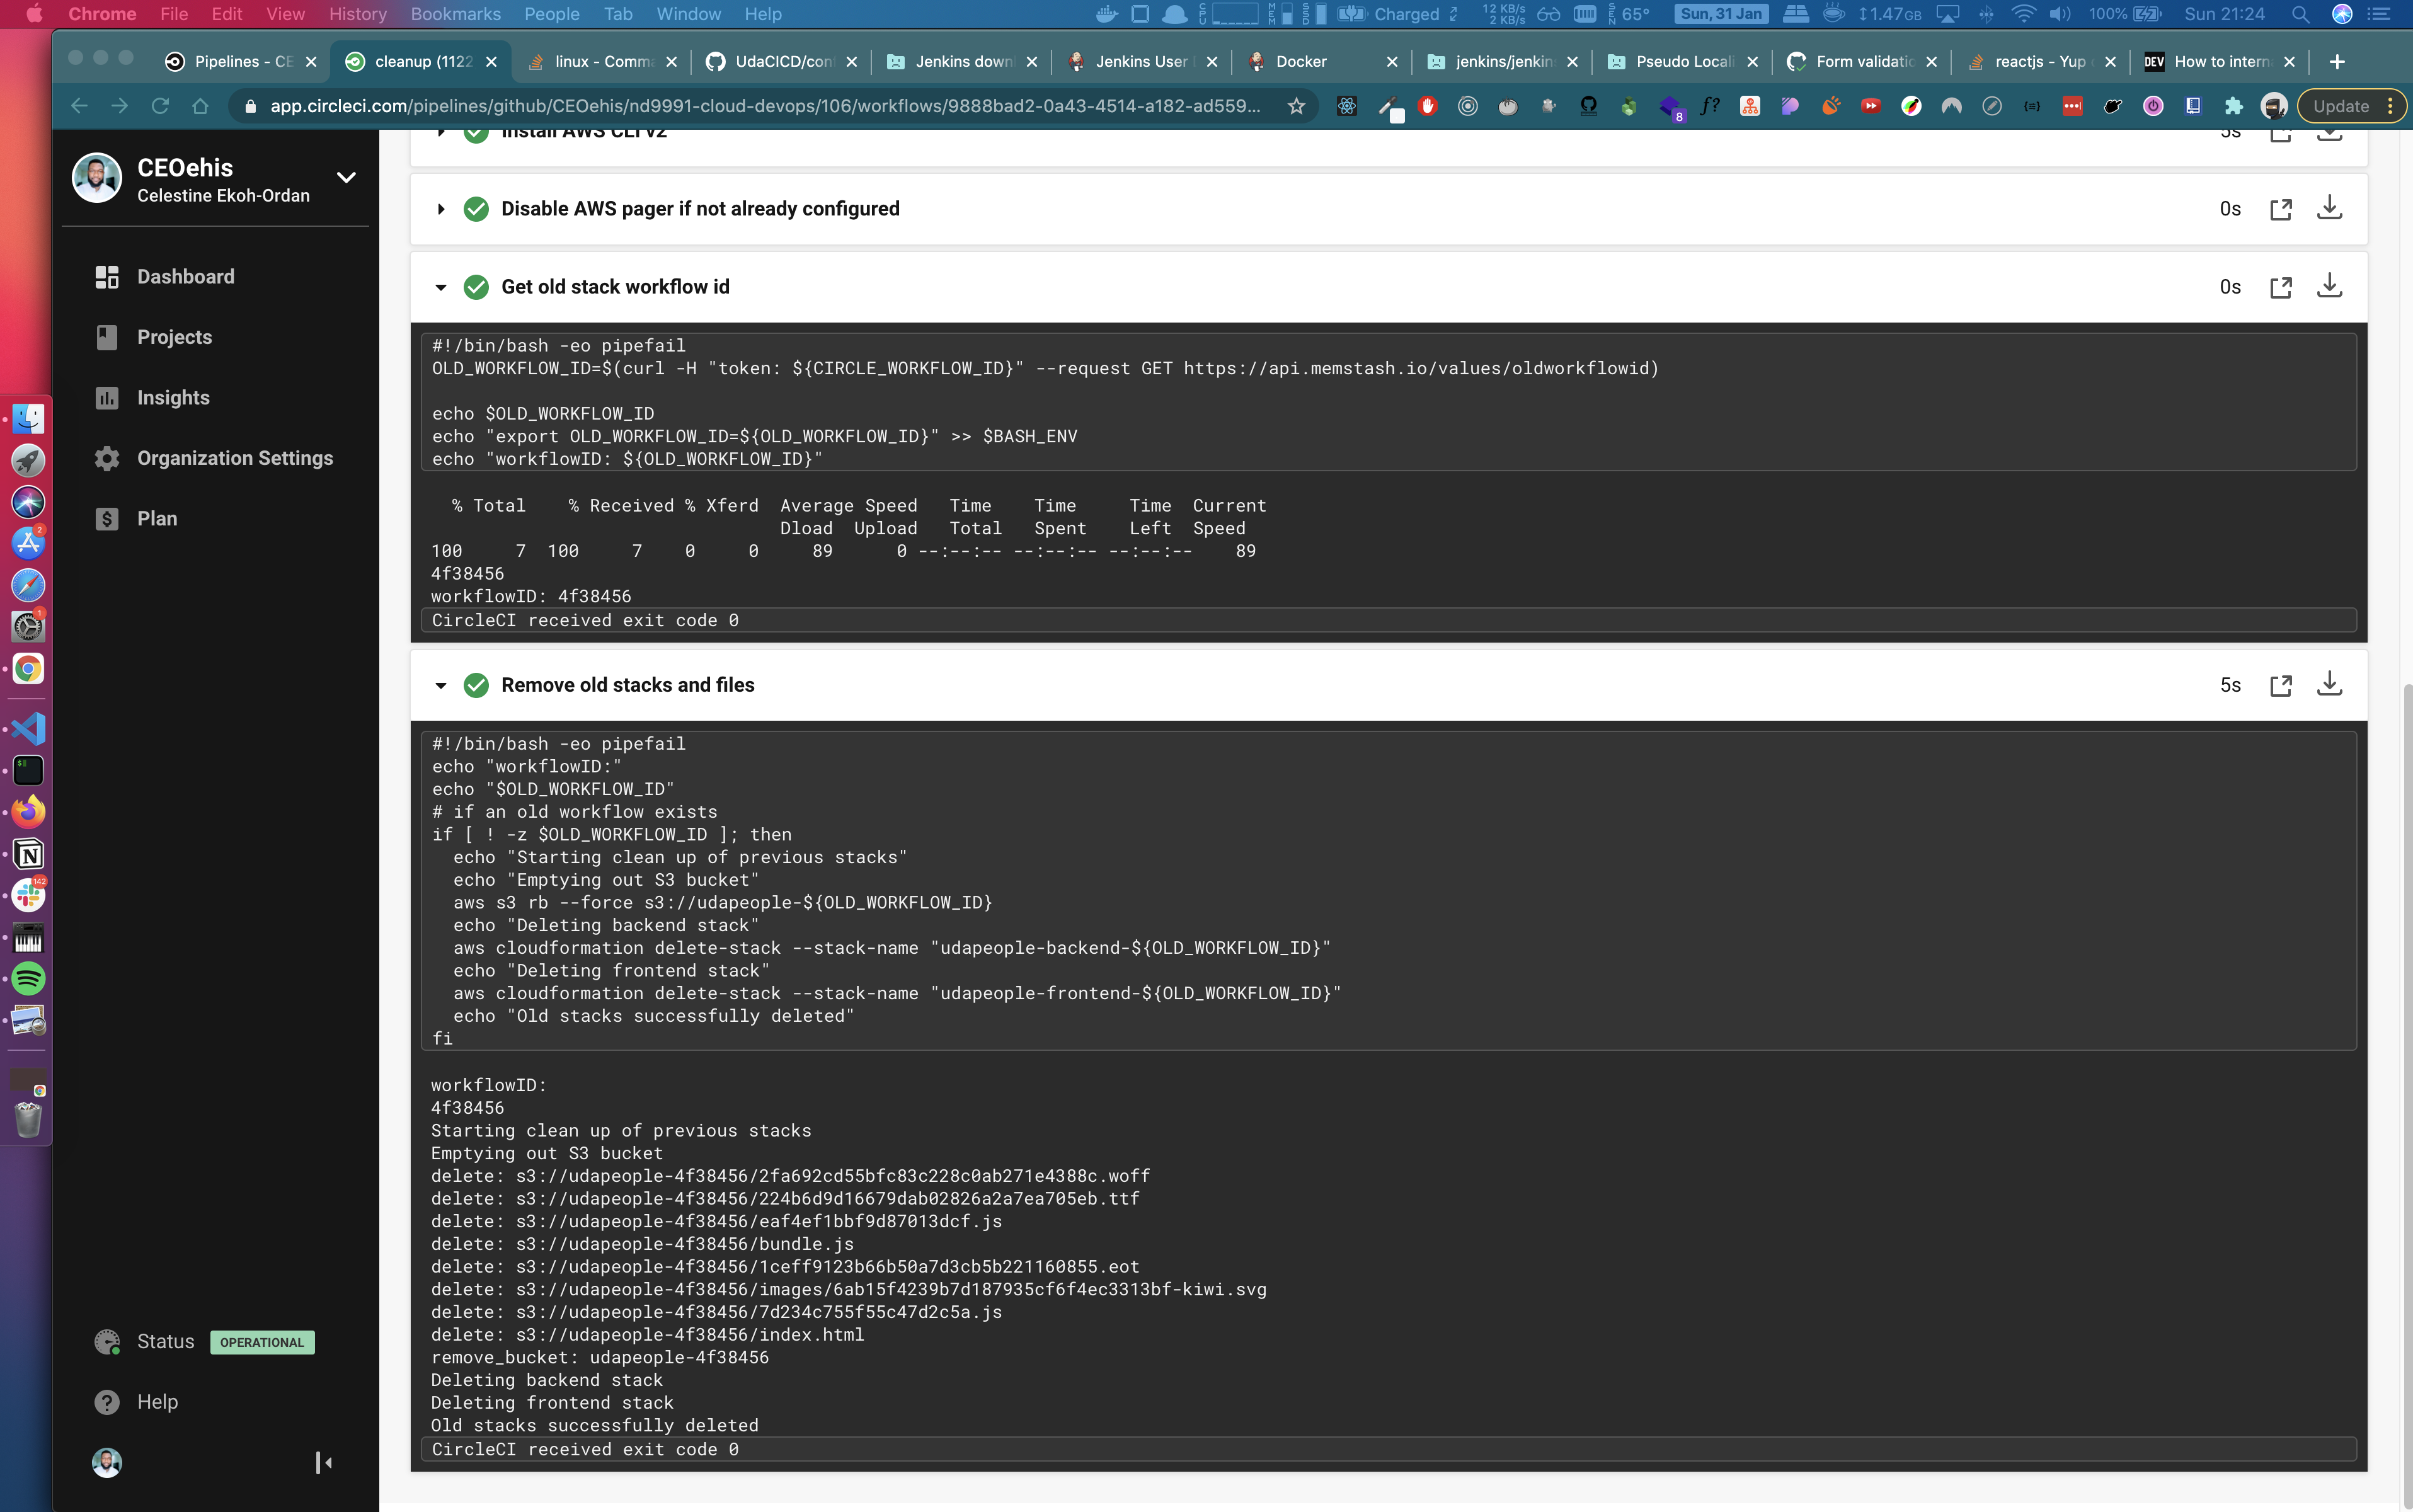 Chrome File Edit View History Bookmarks People Tab Window Help
Charged 12 KB/s 2 KB/s 65° Sun, 31 Jan 1.47GB 100% Sun 21:24
Pipelines - CE
cleanup (1122
linux - Comma
UdaCICD/con
Jenkins down
Jenkins User
Docker
jenkins/jenkin
Pseudo Locali
Form validatio
reactjs - Yup
DEV How to intern
app.circleci.com/pipelines/github/CEOehis/nd9991-cloud-devops/106/workflows/9888bad2-0a43-4514-a182-ad559...
8
Update
CEOehis
Celestine Ekoh-Ordan
Dashboard
Projects
Insights
Organization Settings
Plan
Status OPERATIONAL
Help
2
1
142
Install AWS CLI v2 5s
Disable AWS pager if not already configured 0s
Get old stack workflow id 0s
#!/bin/bash -eo pipefail
OLD_WORKFLOW_ID=$(curl -H "token: ${CIRCLE_WORKFLOW_ID}" --request GET https://api.memstash.io/values/oldworkflowid)
echo $OLD_WORKFLOW_ID
echo "export OLD_WORKFLOW_ID=${OLD_WORKFLOW_ID}" >> $BASH_ENV
echo "workflowID: ${OLD_WORKFLOW_ID}"
% Total % Received % Xferd Average Speed Time Time Time Current
Dload Upload Total Spent Left Speed
100 7 100 7 0 0 89 0 --:--:-- --:--:-- --:--:-- 89
4f38456
workflowID: 4f38456
CircleCI received exit code 0
Remove old stacks and files 5s
#!/bin/bash -eo pipefail
echo "workflowID:"
echo "$OLD_WORKFLOW_ID"
# if an old workflow exists
if [ ! -z $OLD_WORKFLOW_ID ]; then
echo "Starting clean up of previous stacks"
echo "Emptying out S3 bucket"
aws s3 rb --force s3://udapeople-${OLD_WORKFLOW_ID}
echo "Deleting backend stack"
aws cloudformation delete-stack --stack-name "udapeople-backend-${OLD_WORKFLOW_ID}"
echo "Deleting frontend stack"
aws cloudformation delete-stack --stack-name "udapeople-frontend-${OLD_WORKFLOW_ID}"
echo "Old stacks successfully deleted"
fi
workflowID:
4f38456
Starting clean up of previous stacks
Emptying out S3 bucket
delete: s3://udapeople-4f38456/2fa692cd55bfc83c228c0ab271e4388c.woff
delete: s3://udapeople-4f38456/224b6d9d16679dab02826a2a7ea705eb.ttf
delete: s3://udapeople-4f38456/eaf4ef1bbf9d87013dcf.js
delete: s3://udapeople-4f38456/bundle.js
delete: s3://udapeople-4f38456/1ceff9123b66b50a7d3cb5b221160855.eot
delete: s3://udapeople-4f38456/images/6ab15f4239b7d187935cf6f4ec3313bf-kiwi.svg
delete: s3://udapeople-4f38456/7d234c755f55c47d2c5a.js
delete: s3://udapeople-4f38456/index.html
remove_bucket: udapeople-4f38456
Deleting backend stack
Deleting frontend stack
Old stacks successfully deleted
CircleCI received exit code 0